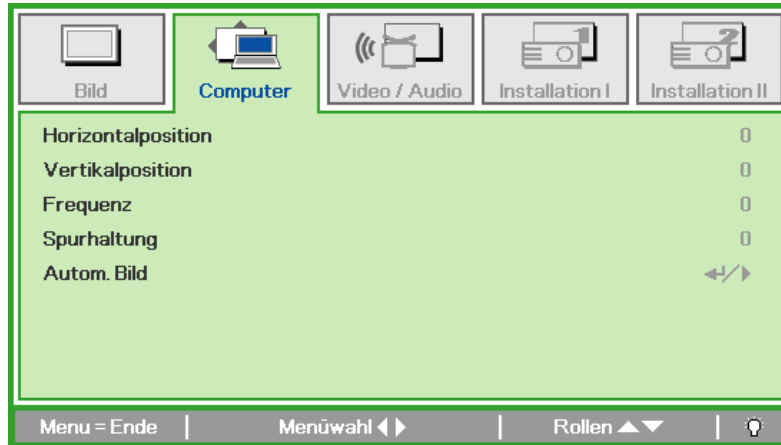 Bild
Computer
Video / Audio
Installation I
Installation II
Horizontalposition 0
Vertikalposition 0
Frequenz 0
Spurhaltung 0
Autom. Bild
Menu = Ende
Menüwahl
Rollen